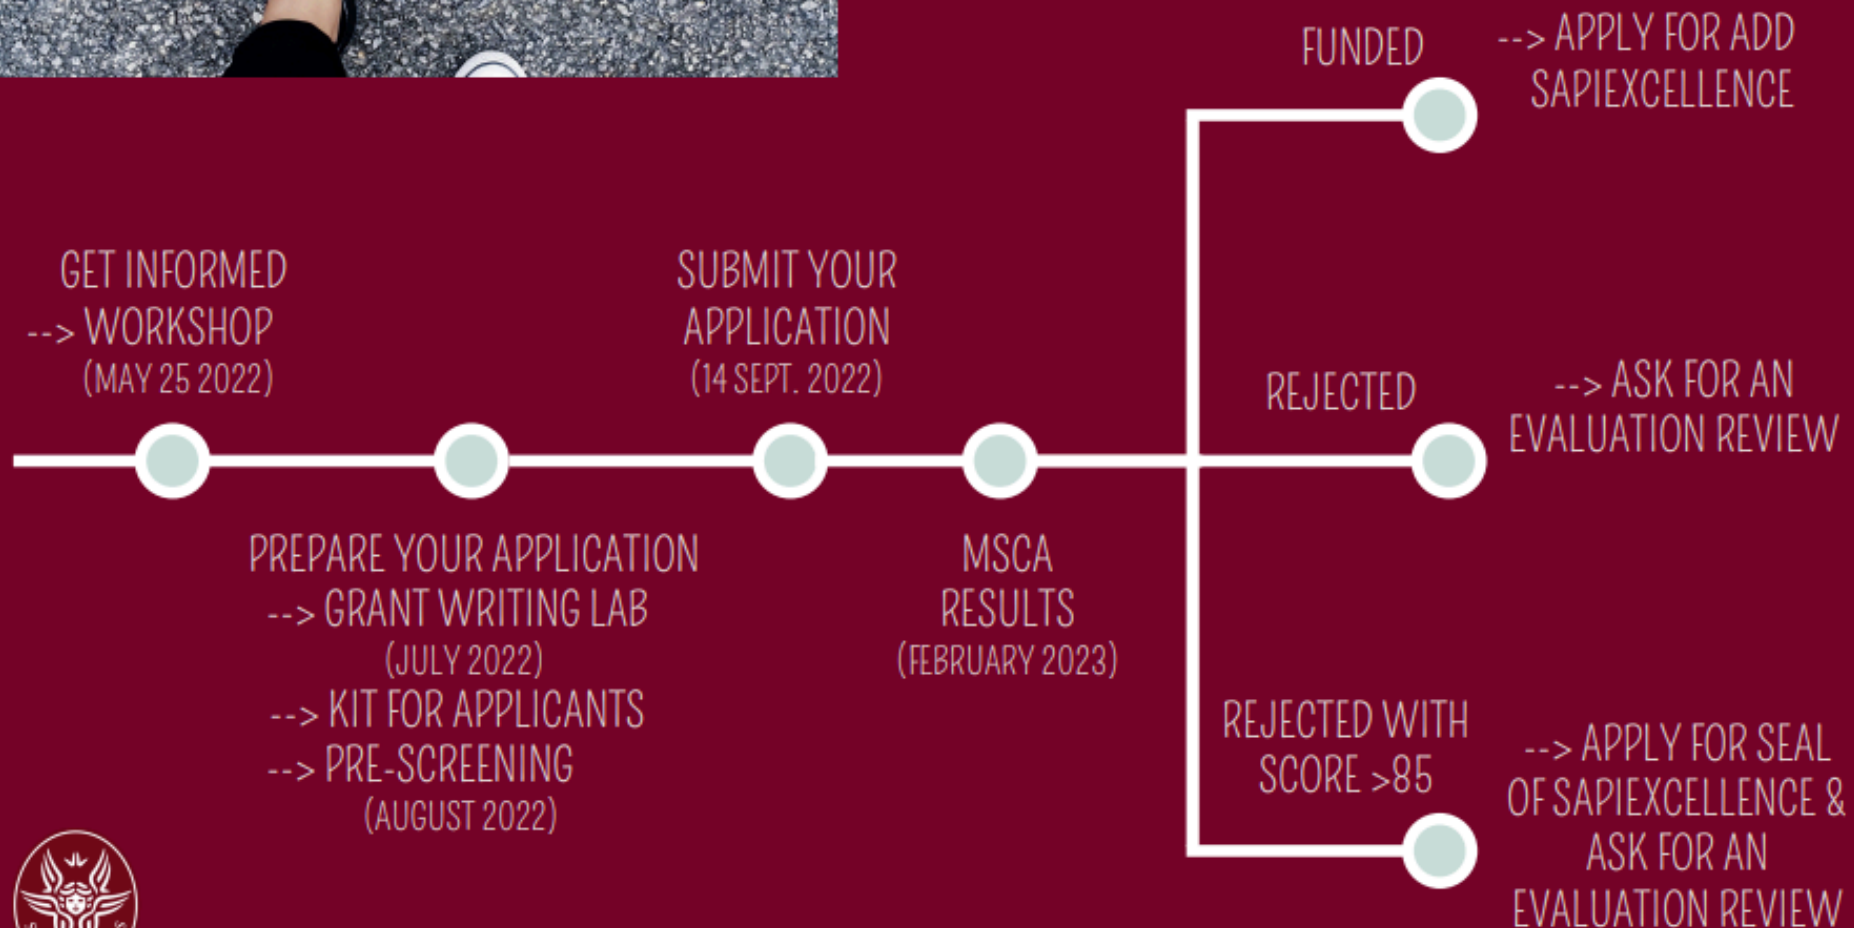 FUNDED
--> APPLY FOR ADD
SAPIEXCELLENCE
GET INFORMED
--> WORKSHOP
(MAY 25 2022)
PREPARE YOUR APPLICATION
--> GRANT WRITING LAB
(JULY 2022)
--> KIT FOR APPLICANTS
--> PRE-SCREENING
(AUGUST 2022)
SUBMIT YOUR
APPLICATION
(14 SEPT. 2022)
MSCA
RESULTS
(FEBRUARY 2023)
REJECTED
--> ASK FOR AN
EVALUATION REVIEW
REJECTED WITH
SCORE >85
--> APPLY FOR SEAL
OF SAPIEXCELLENCE &
ASK FOR AN
EVALUATION REVIEW